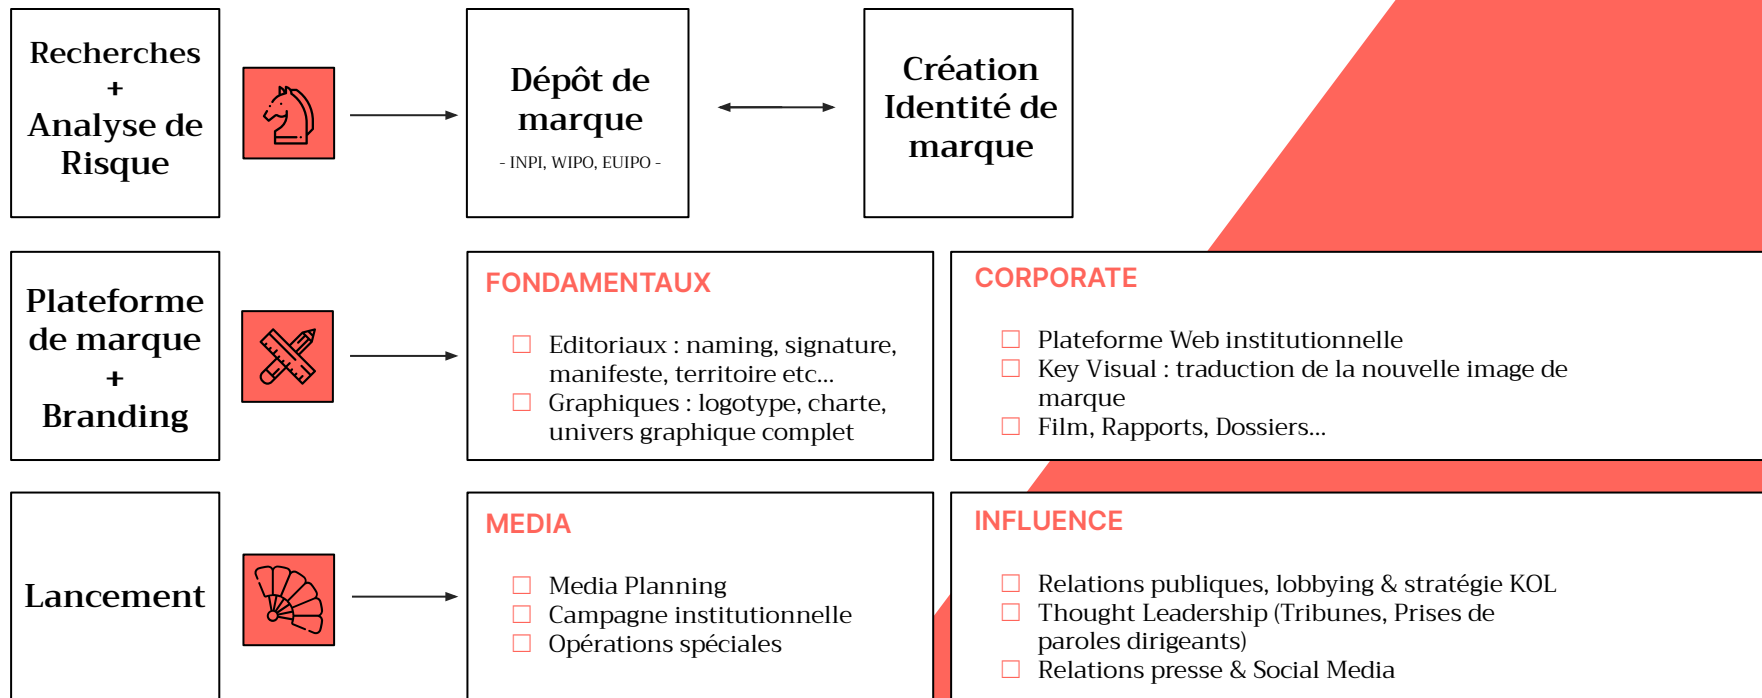 Recherches
+
Analyse de
Risque
Dépôt de
marque
- INPI, WIPO, EUIPO -
Création
Identité de
marque
Plateforme
de marque
+
Branding
FONDAMENTAUX
Editoriaux : naming, signature,
manifeste, territoire etc...
Graphiques : logotype, charte,
univers graphique complet
CORPORATE
Plateforme Web institutionnelle
Key Visual : traduction de la nouvelle image de
marque
Film, Rapports, Dossiers...
Lancement
MEDIA
Media Planning
Campagne institutionnelle
Opérations spéciales
INFLUENCE
Relations publiques, lobbying & stratégie KOL
Thought Leadership (Tribunes, Prises de
paroles dirigeants)
Relations presse & Social Media